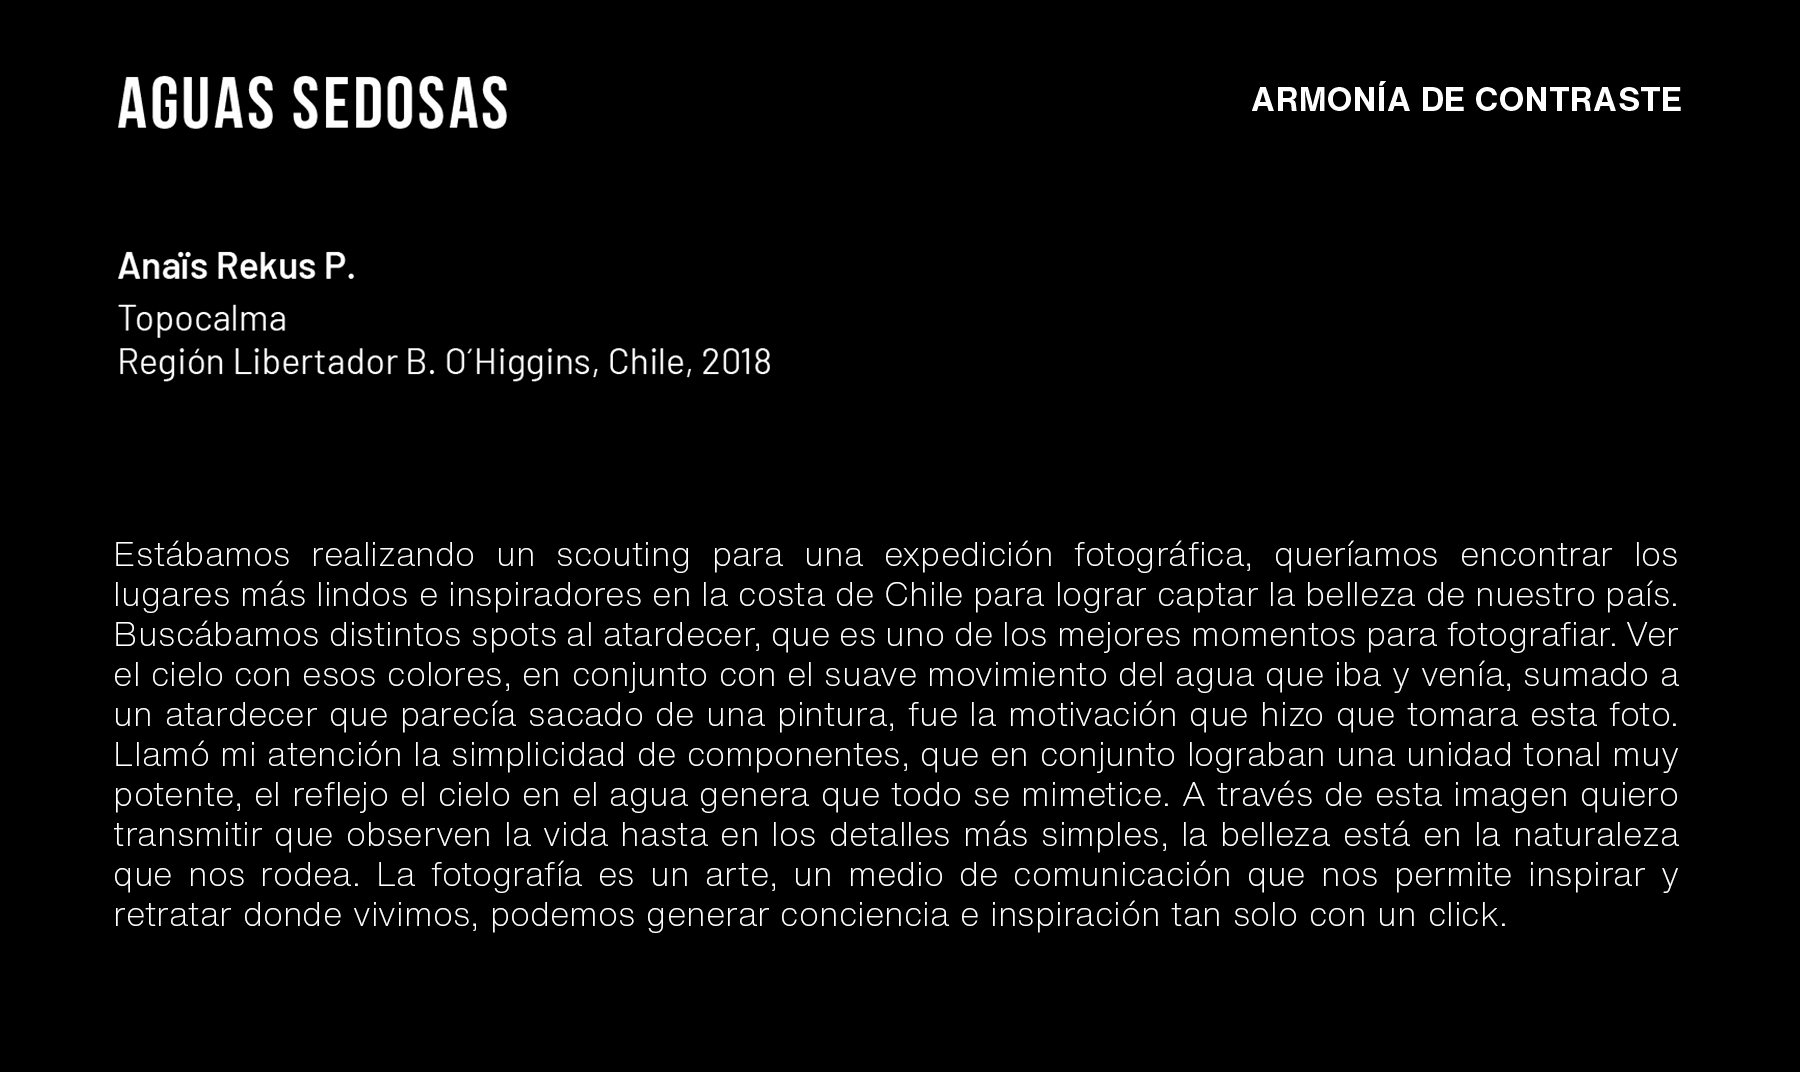 AGUAS SEDOSAS
ARMONÍA DE CONTRASTE
Anaïs Rekus P.
Topocalma
Región Libertador B. O´Higgins, Chile, 2018
Estábamos realizando un scouting para una expedición fotográfica, queríamos encontrar los
lugares más lindos e inspiradores en la costa de Chile para lograr captar la belleza de nuestro país.
Buscábamos distintos spots al atardecer, que es uno de los mejores momentos para fotografiar. Ver
el cielo con esos colores, en conjunto con el suave movimiento del agua que iba y venía, sumado a
un atardecer que parecía sacado de una pintura, fue la motivación que hizo que tomara esta foto.
Llamó mi atención la simplicidad de componentes, que en conjunto lograban una unidad tonal muy
potente, el reflejo el cielo en el agua genera que todo se mimetice. A través de esta imagen quiero
transmitir que observen la vida hasta en los detalles más simples, la belleza está en la naturaleza
que nos rodea. La fotografía es un arte, un medio de comunicación que nos permite inspirar y
retratar donde vivimos, podemos generar conciencia e inspiración tan solo con un click.